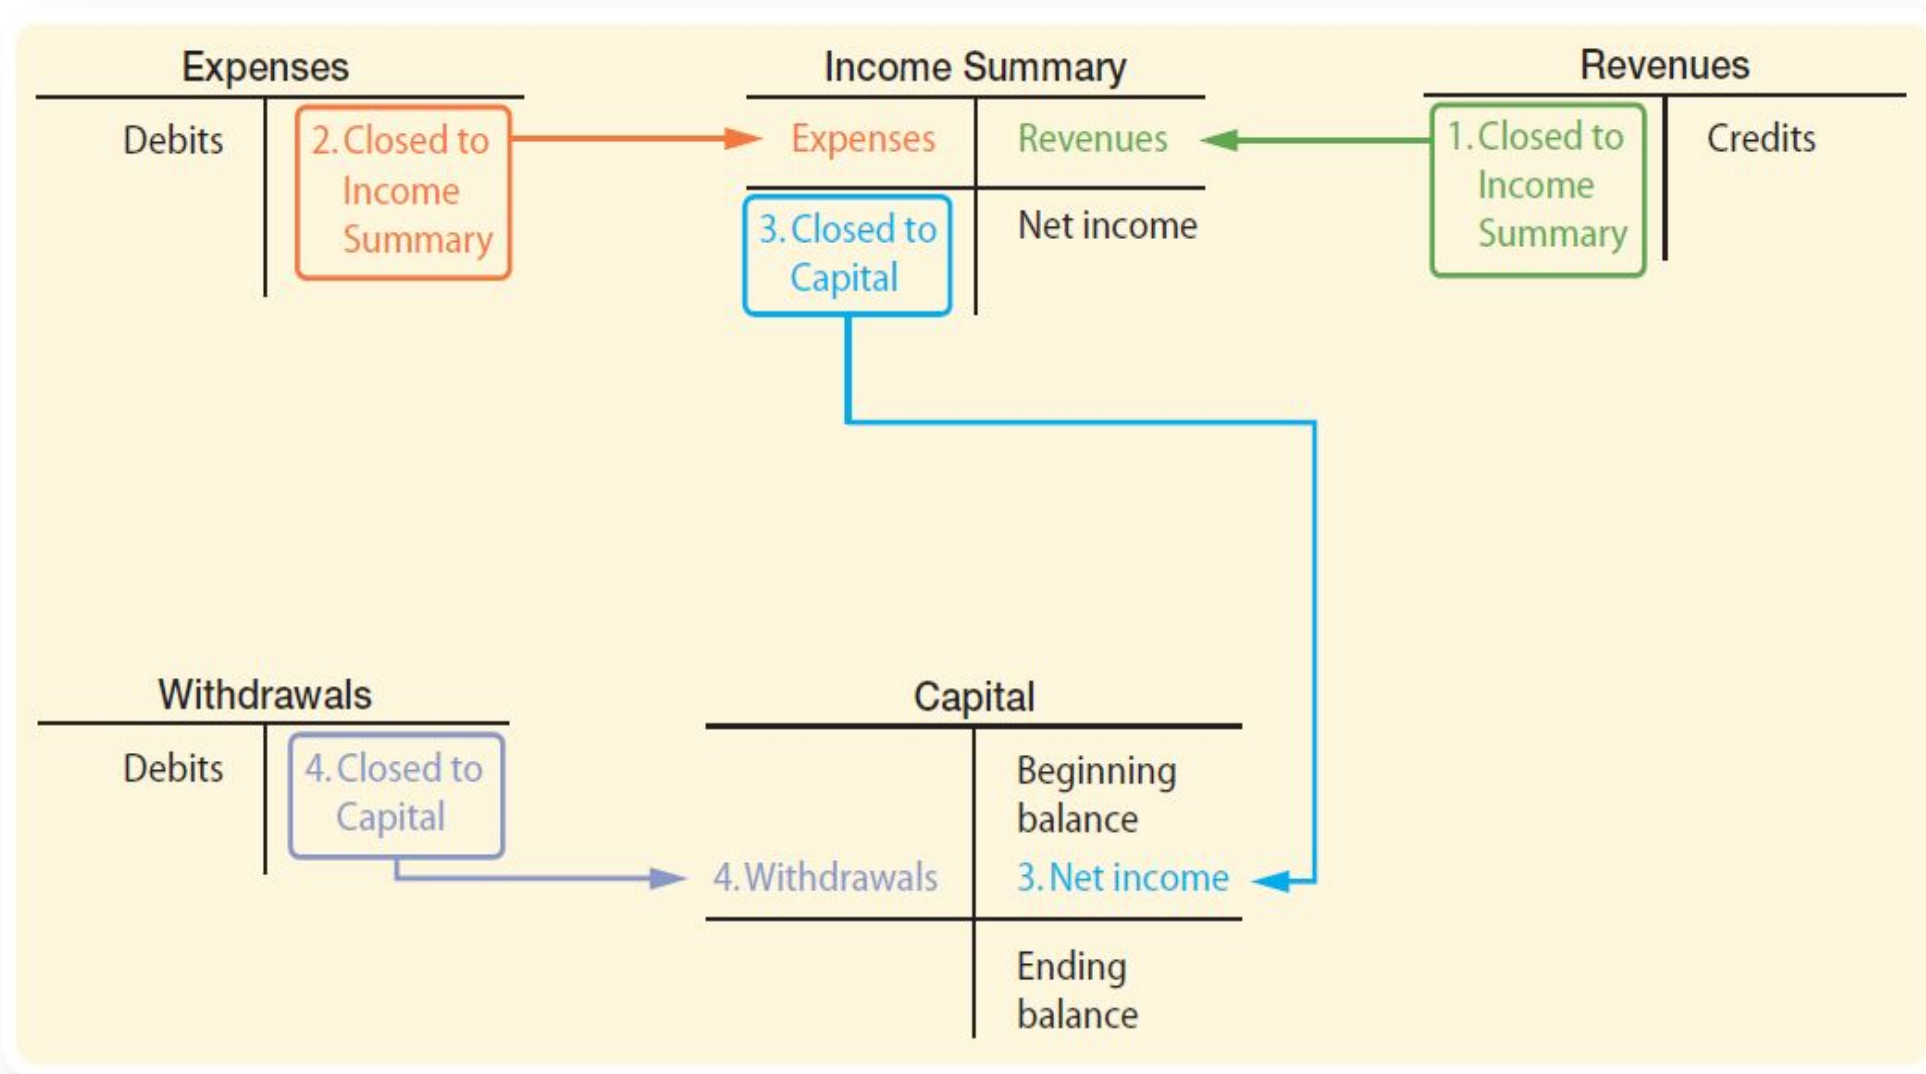 Expenses
Debits
2. Closed to
Income
Summary
Income Summary
Expenses
Revenues
3. Closed to
Capital
Net income
Revenues
1. Closed to
Income
Summary
Credits
Withdrawals
Debits
4. Closed to
Capital
Capital
Beginning
balance
4. Withdrawals
3. Net income
Ending
balance